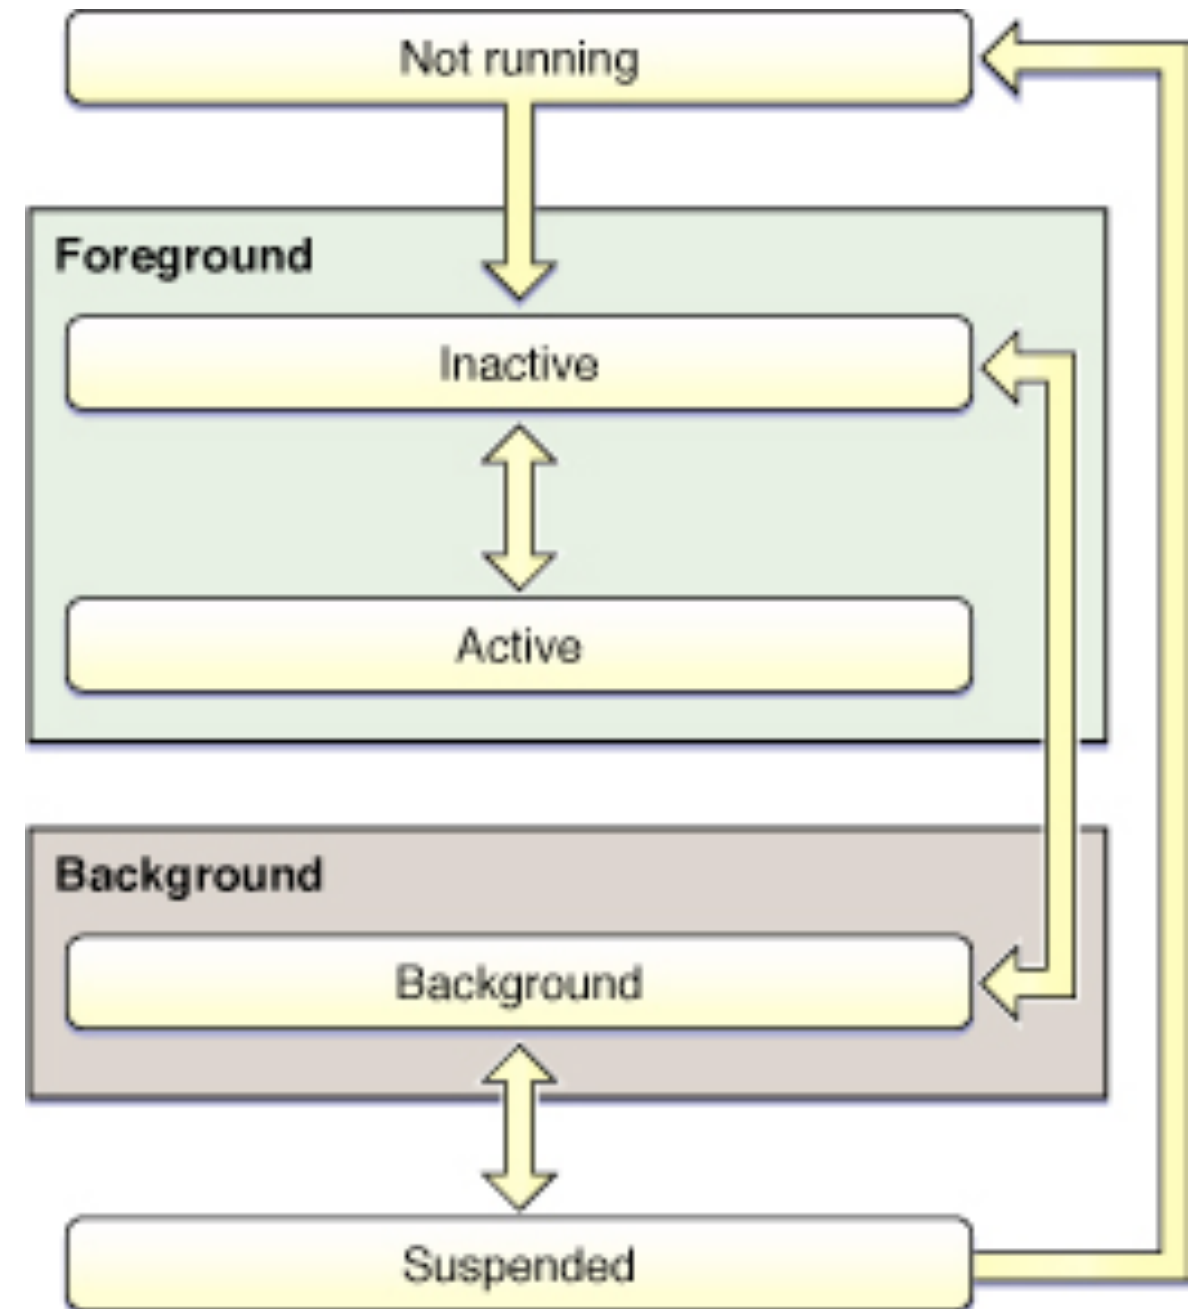 Not running
Foreground
Inactive
Active
Background
Background
Suspended